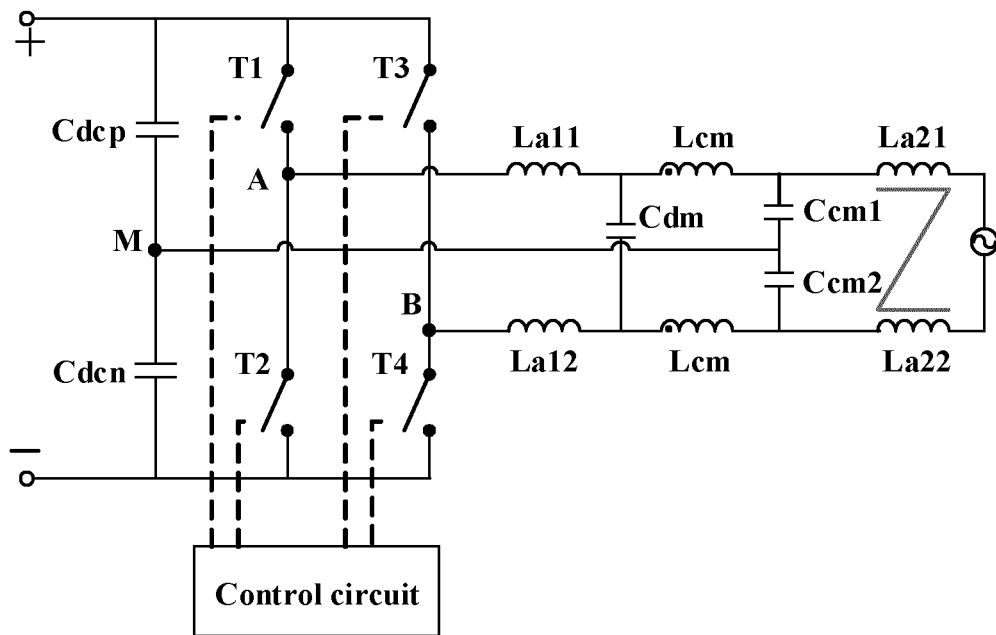 +
T1
T3
Cdcp
La11
Lcm
La21
A
Cdm
Ccm1
M
Ccm2
B
Cdcn
T2
T4
La12
Lcm
La22
−
Control circuit